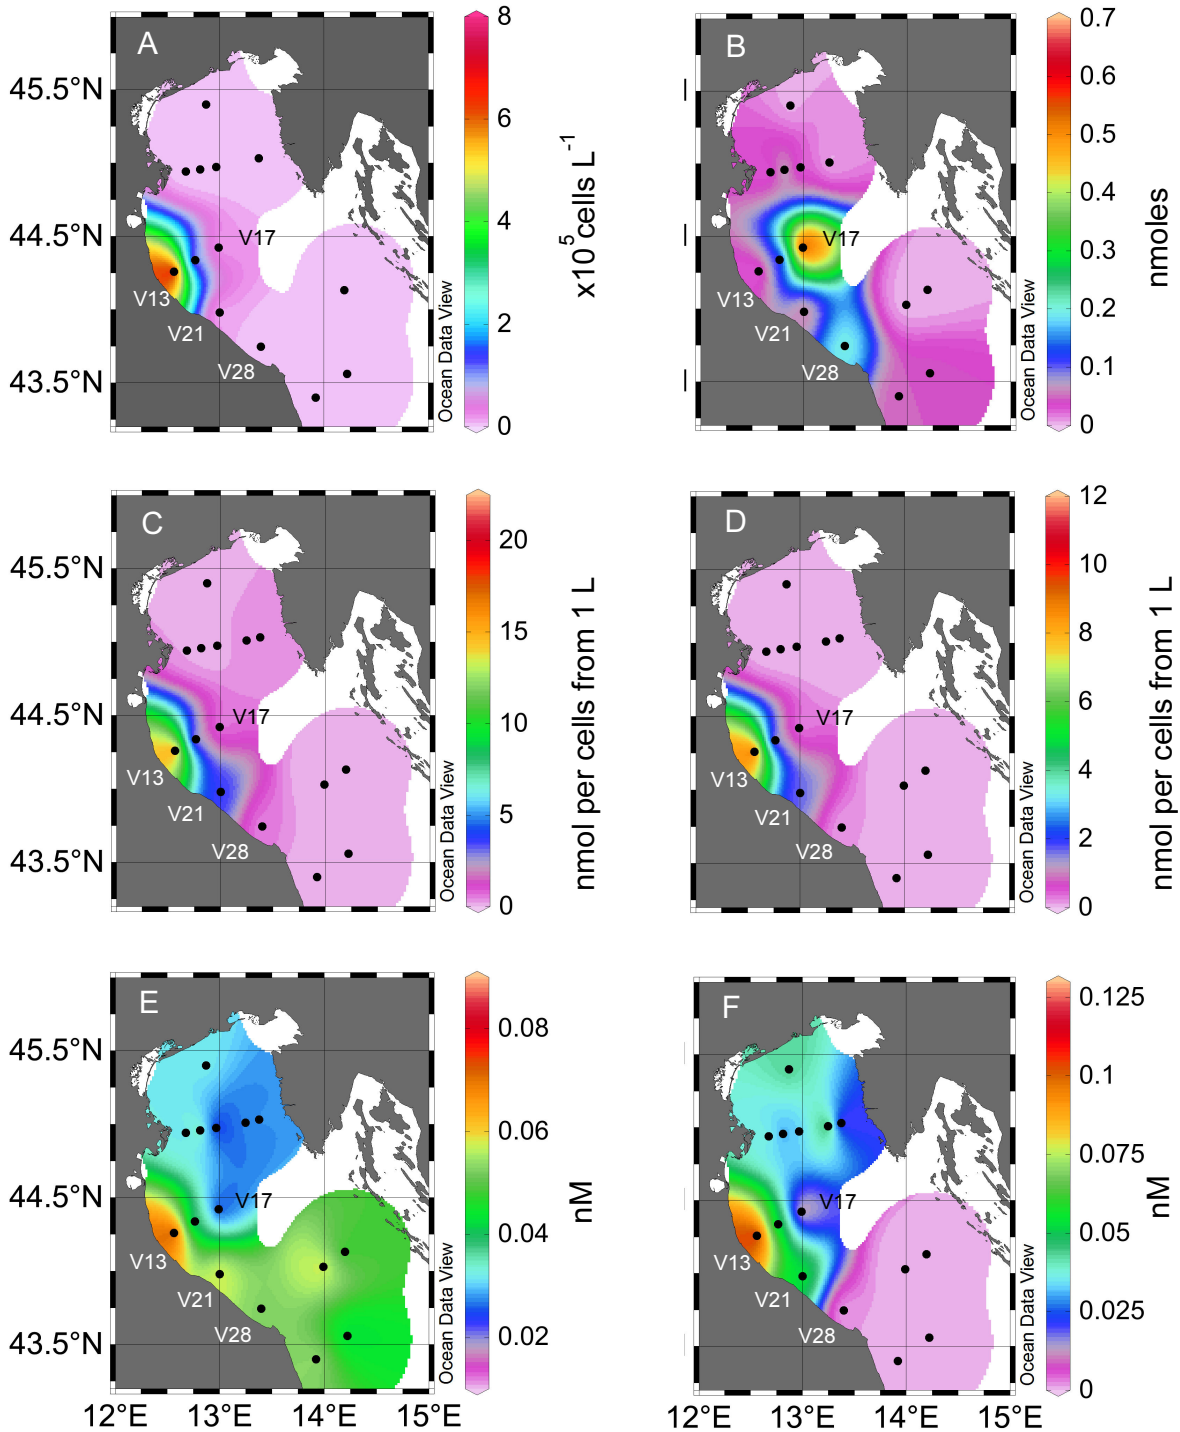 A
45.5°N
44.5°N
43.5°N
V17
V13
V21
V28
Ocean Data View
8
6
4
2
0
x10 5 cells L-1
B
V17
V13
V21
V28
Ocean Data View
0.7
0.6
0.5
0.4
0.3
0.2
0.1
0
nmoles
C
45.5°N
44.5°N
43.5°N
V17
V13
V21
V28
Ocean Data View
20
15
10
5
0
nmol per cells from 1 L
D
V17
V13
V21
V28
Ocean Data View
12
10
8
6
4
2
0
nmol per cells from 1 L
E
45.5°N
44.5°N
43.5°N
V17
V13
V21
V28
Ocean Data View
0.08
0.06
0.04
0.02
nM
12°E 13°E 14°E 15°E
F
V17
V13
V21
V28
Ocean Data View
0.125
0.1
0.075
0.05
0.025
0
nM
12°E 13°E 14°E 15°E